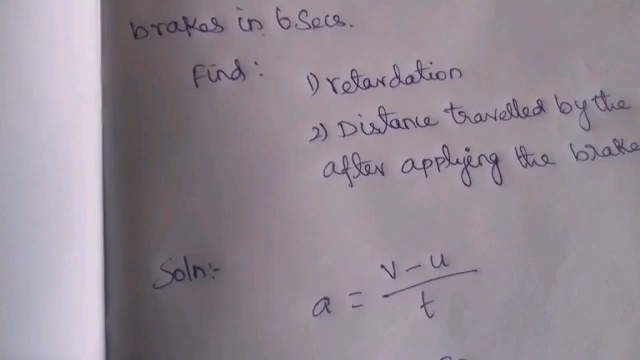 brakes in 6 Secs.
Find: 1) retardation
2) Distance travelled by the
after applying the brake
Soln:- a = v - u / t